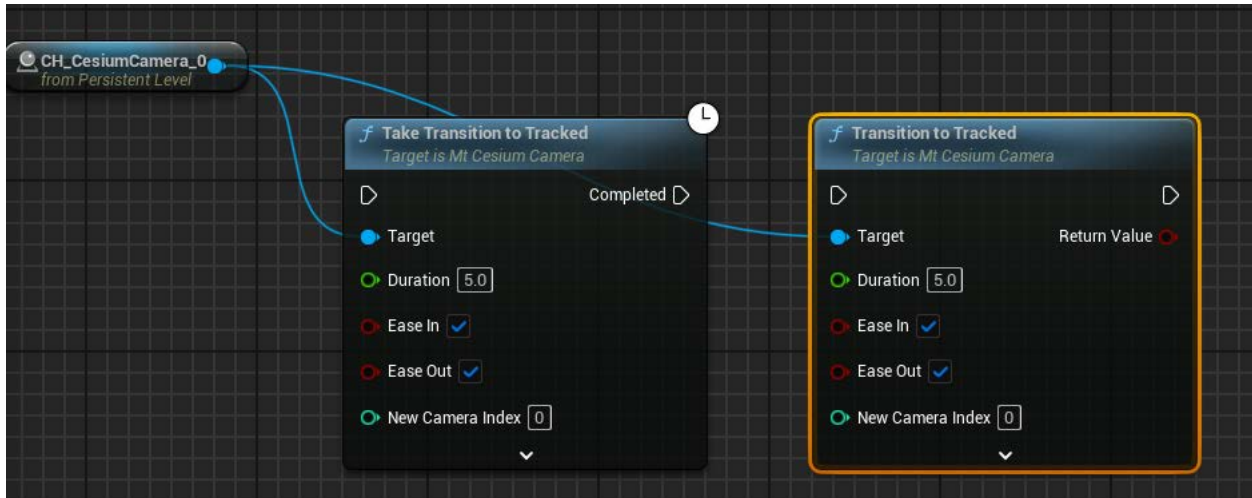 CH_CesiumCamera_0
from Persistent Level
Take Transition to Tracked
Target is Mt Cesium Camera
Completed
Target
Duration 5.0
Ease In
Ease Out
New Camera Index 0
Transition to Tracked
Target is Mt Cesium Camera
Target
Return Value
Duration 5.0
Ease In
Ease Out
New Camera Index 0